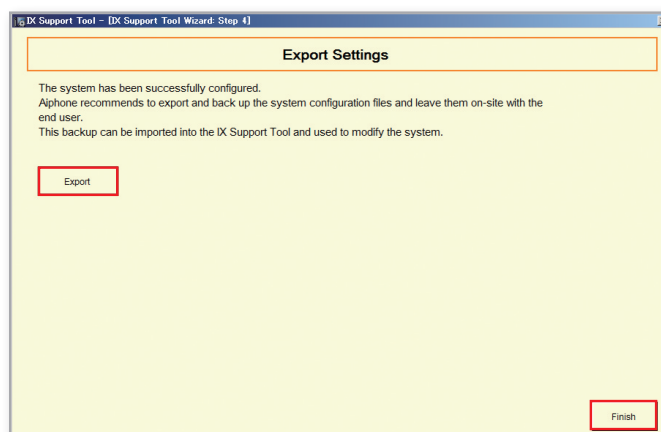 IX Support Tool - [IX Support Tool Wizard: Step 4]
Export Settings
The system has been successfully configured.
Aiphone recommends to export and back up the system configuration files and leave them on-site with the
end user.
This backup can be imported into the IX Support Tool and used to modify the system.
Export
Finish